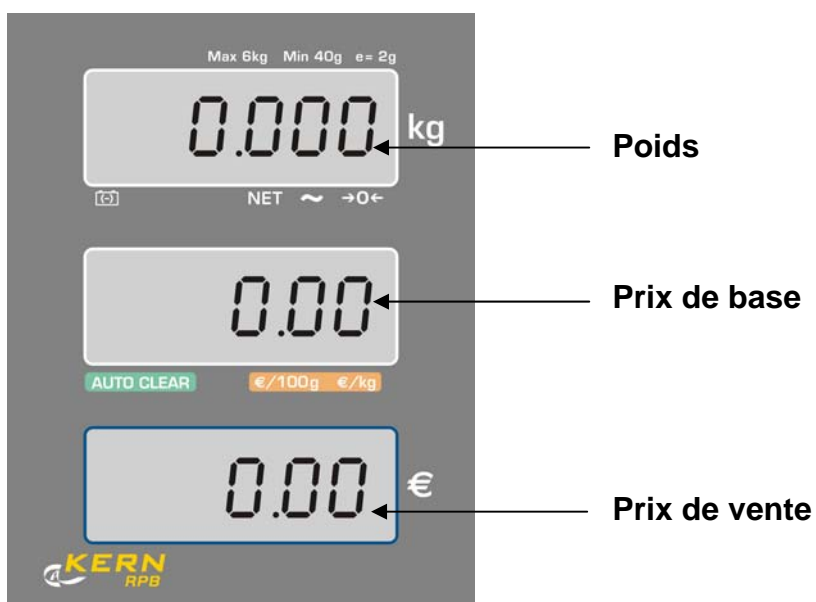 Max 6kg Min 40g e= 2g
0.000 kg
Poids
NET ~ →0←
0.00
Prix de base
AUTO CLEAR €/100g €/kg
0.00 €
Prix de vente
KERN
RPB